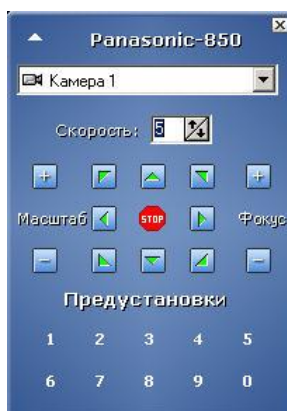 Panasonic-850
Камера 1
Скорость: 5
+ +
Масштаб STOP Фокус
- -
Предустановки
1 2 3 4 5
6 7 8 9 0